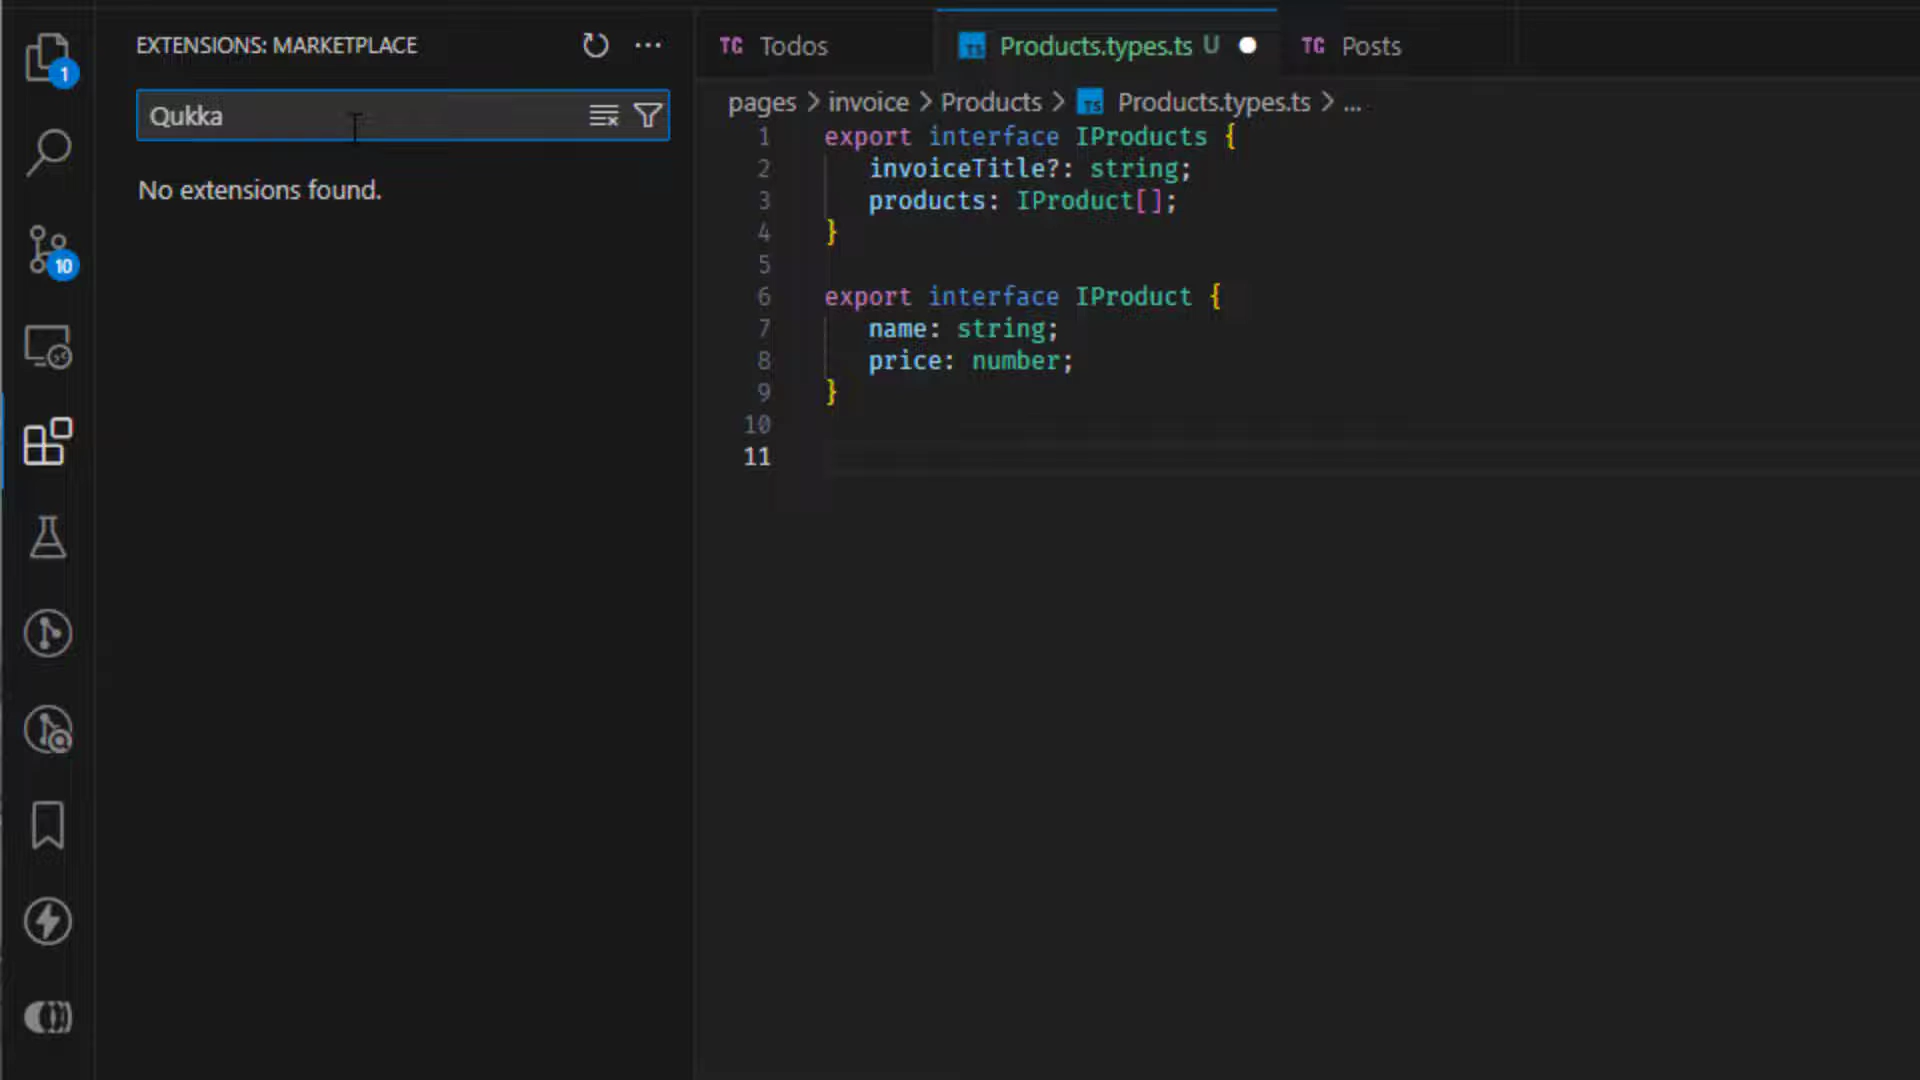 EXTENSIONS: MARKETPLACE
Qukka
No extensions found.
1
10
TC Todos
TS Products.types.ts U
TC Posts
pages > invoice > Products > TS Products.types.ts > ...
1 export interface IProducts {
2 invoiceTitle?: string;
3 products: IProduct[];
4 }
5
6 export interface IProduct {
7 name: string;
8 price: number;
9 }
10
11